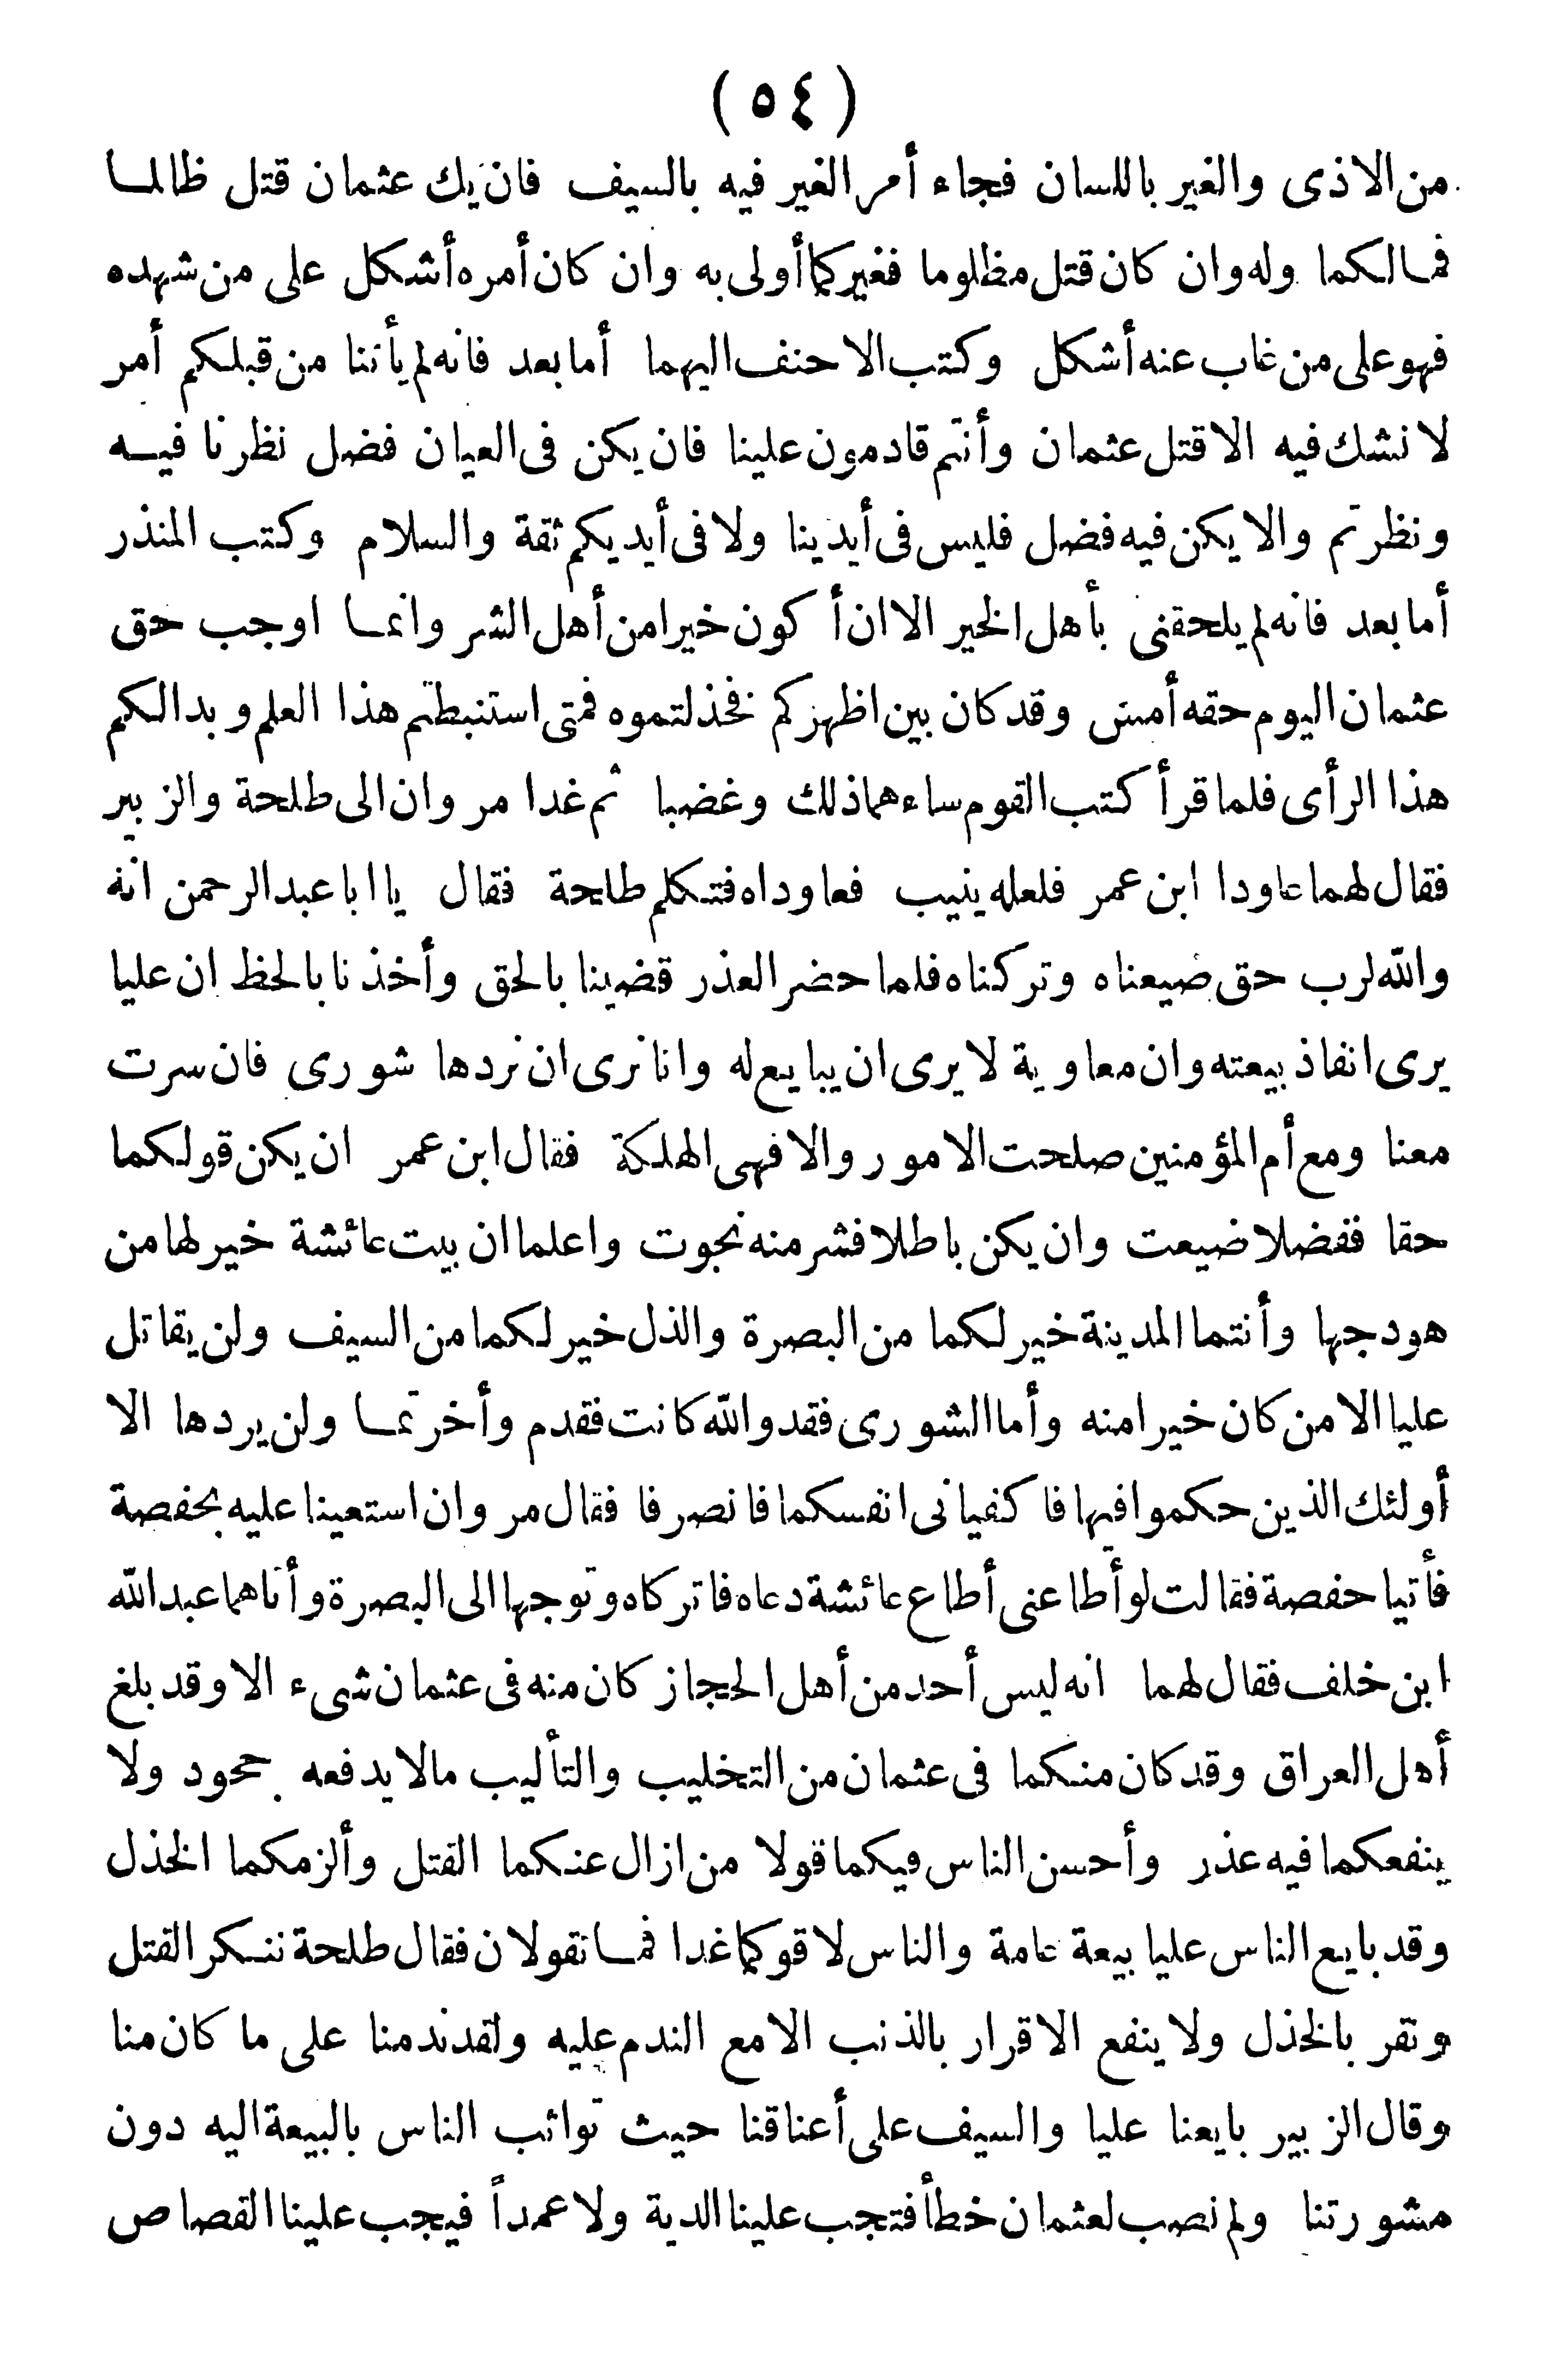 (٥٤)
من الاذى والغير باللسان فجاء أمر الغير فيه بالسيف فان يك عثمان قتل ظالما
فما لكما وله وان كان قتل مظلوما فغيركما أولى به وان كان أمره أشكل على من شهده
فهو على من غاب عنه أشكل وكتب الاحنف اليهما أما بعد فانه لم يأتنا من قبلكم أمر
لا نشك فيه الا قتل عثمان وأنتم قادمون علينا فان يكن فى العيان فضل نظرنا فيه
ونظرتم والا يكن فيه فضل فليس فى أيدينا ولا فى أيديكم ثقة والسلام وكتب المنذر
أما بعد فانه لم يلحقنى بأهل الخير الا ان أكون خيرا من أهل الشر وانما اوجب حق
عثمان اليوم حقه أمس وقد كان بين اظهركم فخذلتموه فمتى استنبطتم هذا العلم وبدا لكم
هذا الرأى فلما قرأ كتب القوم ساءهما ذلك وغضبا ثم غدا مروان الى طلحة والزبير
فقال لهما عاودا ابن عمر فلعله ينيب فعاوداه فتكلم طلحة فقال يا ابا عبد الرحمن انه
والله لرب حق ضيعناه وتركناه فلما حضر العذر قضينا بالحق وأخذنا بالحظ ان عليا
يرى انفاذ بيعته وان معاوية لا يرى ان يبايع له وانا نرى ان نردها شورى فان سرت
معنا ومع أم المؤمنين صلحت الامور والا فهى الهلكة فقال ابن عمر ان يكن قولكما
حقا ففضلا ضيعت وان يكن باطلا فشر منه نجوت واعلما ان بيت عائشة خير لها من
هودجها وأنتما المدينة خير لكما من البصرة والذل خير لكما من السيف ولن يقاتل
عليا الا من كان خيرا منه وأما الشورى فقد والله كانت فقدم وأخرتما ولن يردها الا
أولئك الذين حكموا فيها فاكفيانى انفسكما فانصرفا فقال مروان استعينا عليه بحفصة
فأتيا حفصة فقالت لو أطاعنى أطاع عائشة دعاه فاتركاه وتوجها الى البصرة وأتاهما عبد الله
ابن خلف فقال لهما انه ليس أحد من أهل الحجاز كان منه فى عثمان شىء الا وقد بلغ
أهل العراق وقد كان منكما فى عثمان من التخليب والتأليب مالا يدفعه جحود ولا
ينفعكما فيه عذر وأحسن الناس فيكما قولا من ازال عنكما القتل وألزمكما الخذل
وقد بايع الناس عليا بيعة عامة والناس لاقوكما غدا فما تقولان فقال طلحة ننكر القتل
ونقر بالخذل ولا ينفع الاقرار بالذنب الا مع الندم عليه ولقد ندمنا على ما كان منا
وقال الزبير بايعنا عليا والسيف على أعناقنا حيث تواثب الناس بالبيعة اليه دون
مشورتنا ولم نصب لعثمان خطأ فتجب علينا الدية ولا عمداً فيجب علينا القصاص